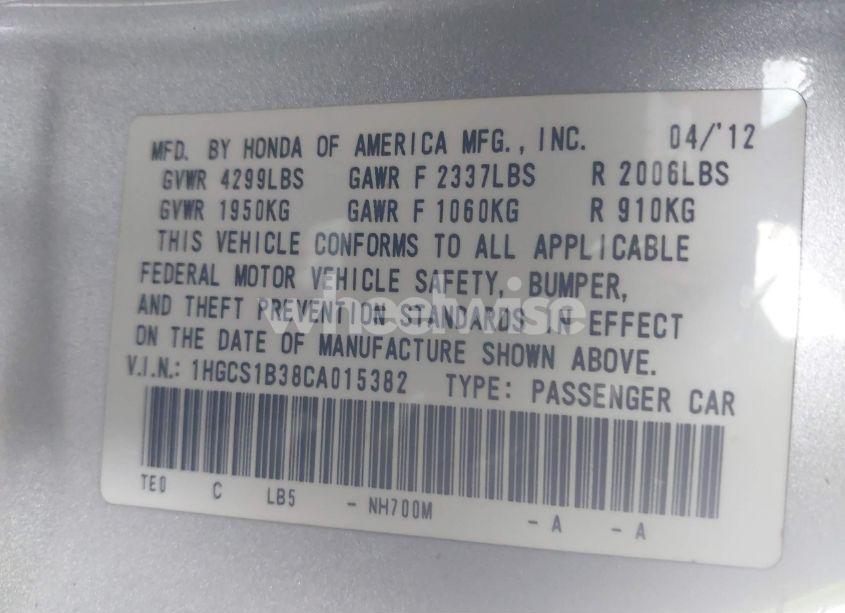 MFD. BY HONDA OF AMERICA MFG., INC. 04/'12
GVWR 4299LBS GAWR F 2337LBS R 2006LBS
GVWR 1950KG GAWR F 1060KG R 910KG
THIS VEHICLE CONFORMS TO ALL APPLICABLE
FEDERAL MOTOR VEHICLE SAFETY, BUMPER,
AND THEFT PREVENTION STANDARDS IN EFFECT
wheelwise
ON THE DATE OF MANUFACTURE SHOWN ABOVE.
V.I.N.: 1HGCS1B38CA015382 TYPE: PASSENGER CAR
TE0 C LB5 - NH700M - A - A